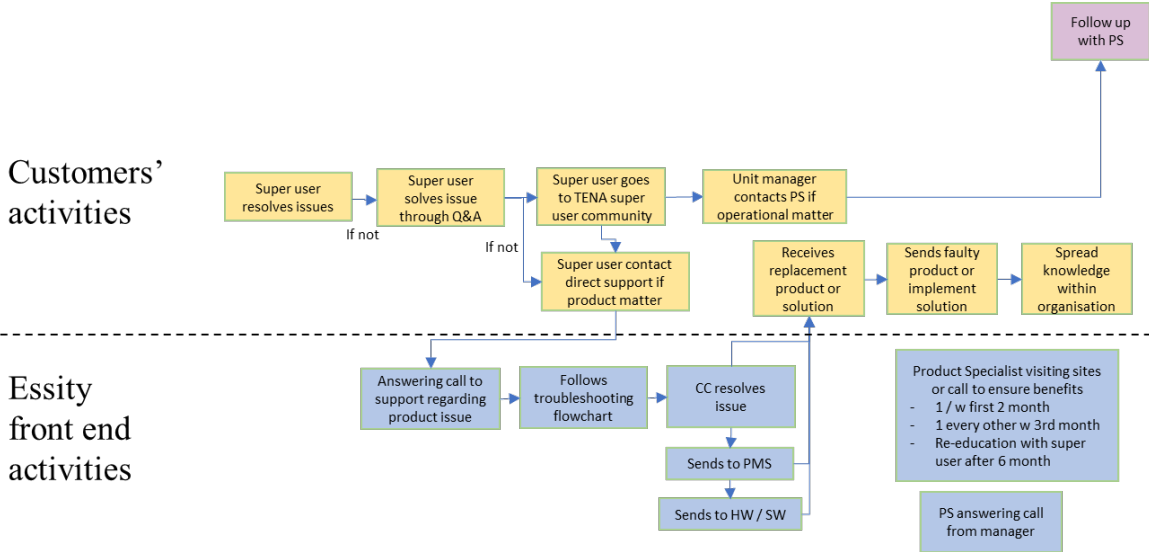 Follow up
with PS
Customers'
activities
Super user
resolves issues
If not
Super user
solves issue
through Q&A
If not
Super user goes
to TENA super
user community
Unit manager
contacts PS if
operational matter
Super user contact
direct support if
product matter
Receives
replacement
product or
solution
Sends faulty
product or
implement
solution
Spread
knowledge
within
organisation
Essity
front end
activities
Answering call to
support regarding
product issue
Follows
troubleshooting
flowchart
CC resolves
issue
Sends to PMS
Sends to HW / SW
Product Specialist visiting sites
or call to ensure benefits
- 1 / w first 2 month
- 1 every other w 3rd month
- Re-education with super
user after 6 month
PS answering call
from manager